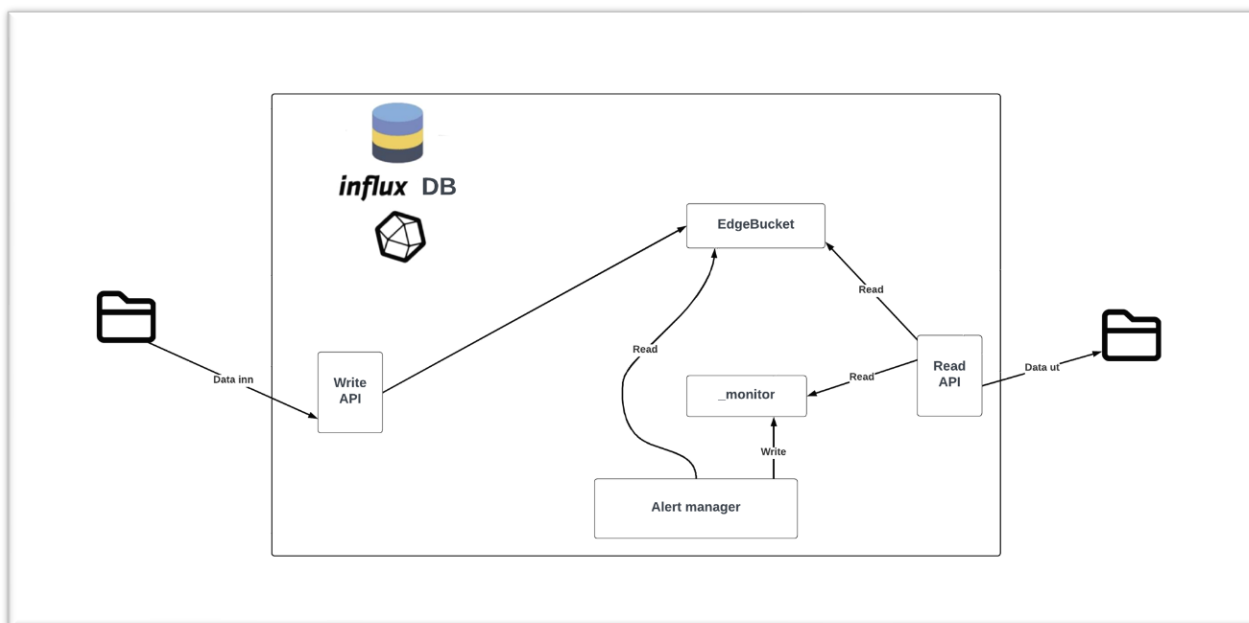 influx DB
EdgeBucket
Read
Read
Data inn
Write
API
Read
API
Read
Data ut
_monitor
Write
Alert manager